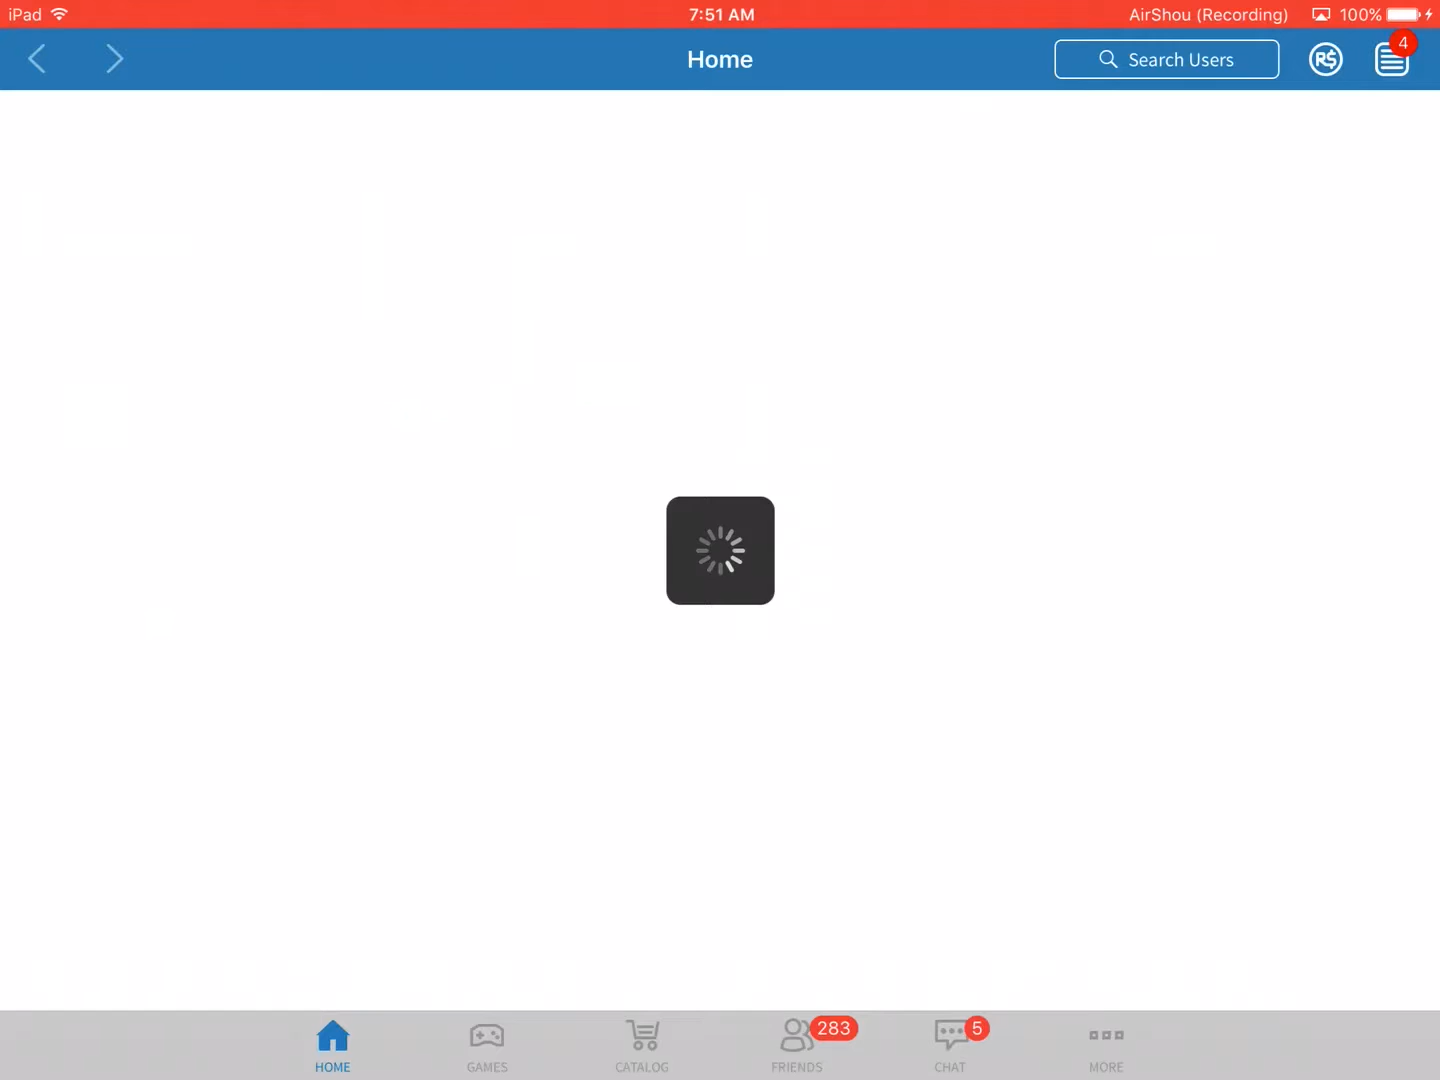 iPad 7:51 AM AirShou (Recording) 100%
Home Search Users R$ 4
283 5
HOME GAMES CATALOG FRIENDS CHAT MORE